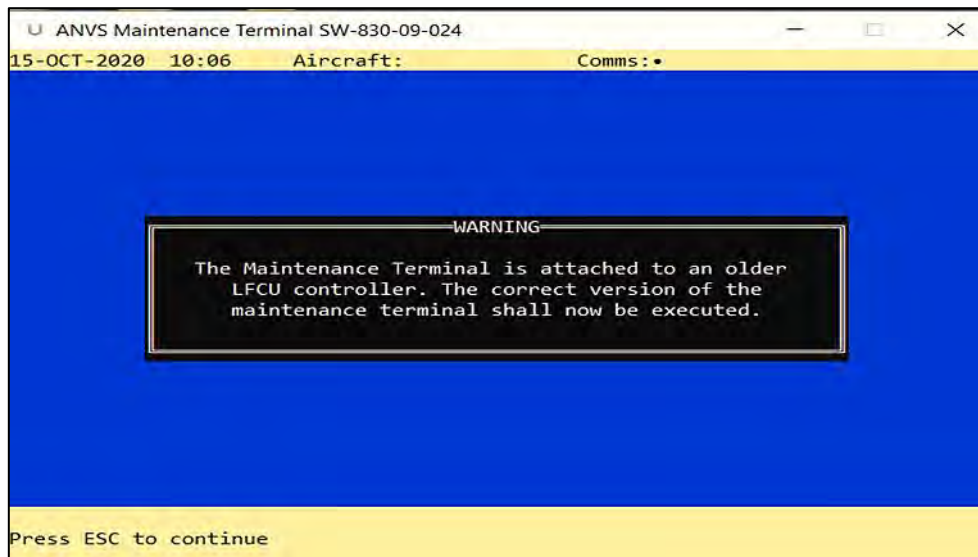 U ANVS Maintenance Terminal SW-830-09-024
15-OCT-2020 10:06 Aircraft: Comms:•
WARNING
The Maintenance Terminal is attached to an older
LFCU controller. The correct version of the
maintenance terminal shall now be executed.
Press ESC to continue